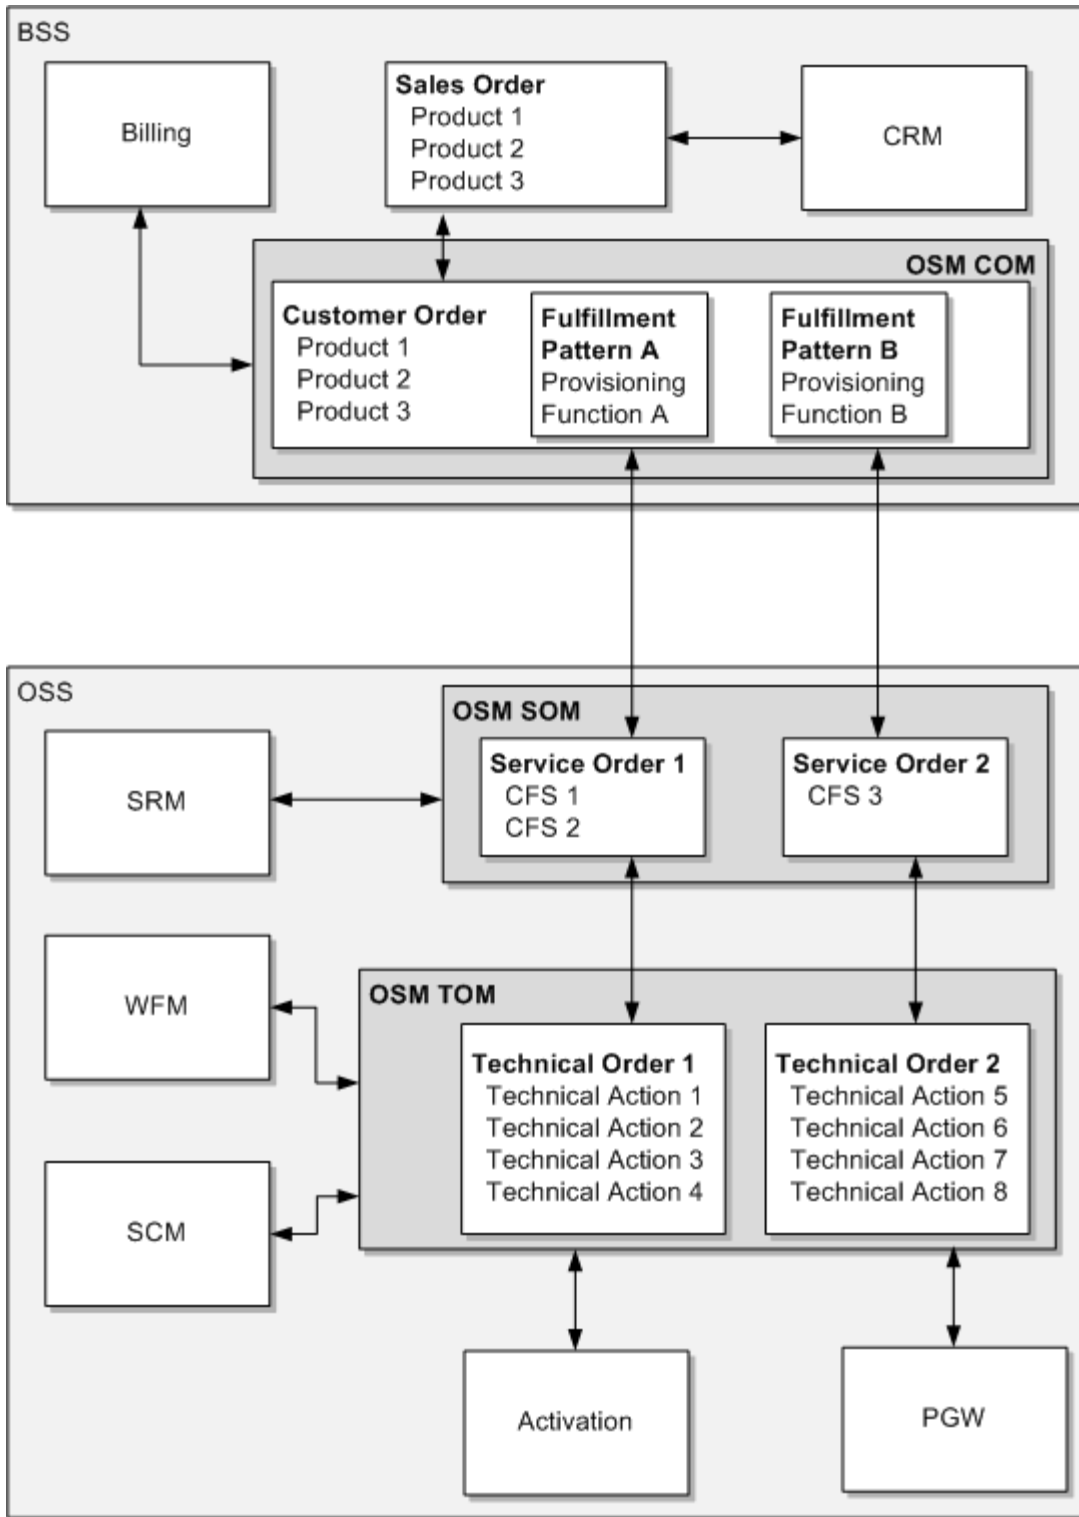 BSS
Billing
Sales Order
Product 1
Product 2
Product 3
CRM
OSM COM
Customer Order
Product 1
Product 2
Product 3
Fulfillment
Pattern A
Provisioning
Function A
Fulfillment
Pattern B
Provisioning
Function B
OSS
OSM SOM
SRM
Service Order 1
CFS 1
CFS 2
Service Order 2
CFS 3
WFM
OSM TOM
Technical Order 1
Technical Action 1
Technical Action 2
Technical Action 3
Technical Action 4
Technical Order 2
Technical Action 5
Technical Action 6
Technical Action 7
Technical Action 8
SCM
Activation
PGW